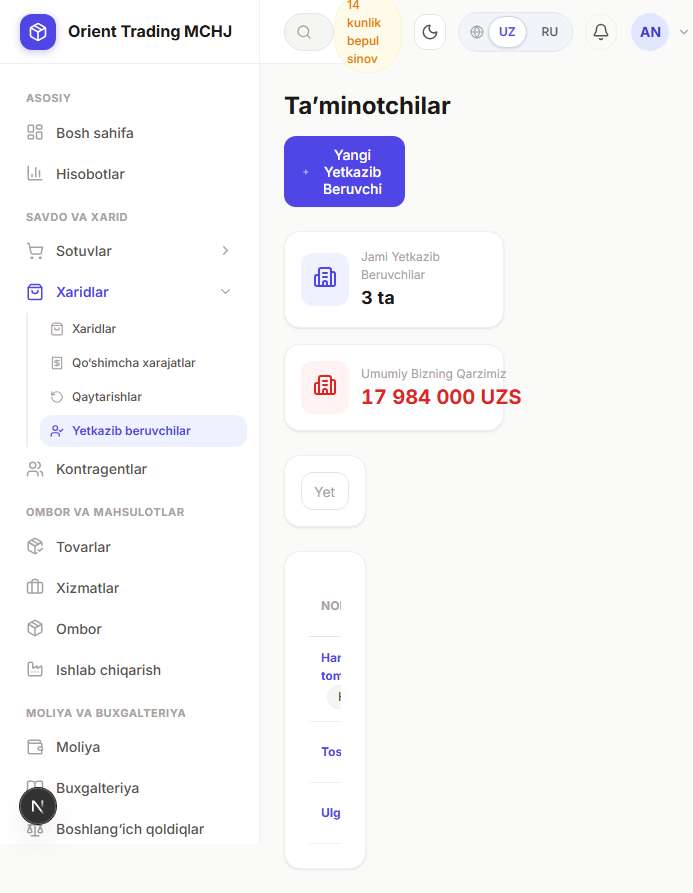 Orient Trading MCHJ
14
kunlik
bepul
sinov
UZ
RU
AN
ASOSIY
Bosh sahifa
Hisobotlar
SAVDO VA XARID
Sotuvlar
Xaridlar
Xaridlar
Qo‘shimcha xarajatlar
Qaytarishlar
Yetkazib beruvchilar
Kontragentlar
OMBOR VA MAHSULOTLAR
Tovarlar
Xizmatlar
Ombor
Ishlab chiqarish
MOLIYA VA BUXGALTERIYA
Moliya
Buxgalteriya
Boshlang‘ich qoldiqlar
N
Ta’minotchilar
+ Yangi
Yetkazib
Beruvchi
Jami Yetkazib
Beruvchilar
3 ta
Umumiy Bizning Qarzimiz
17 984 000 UZS
Yet
Tos
Ulg